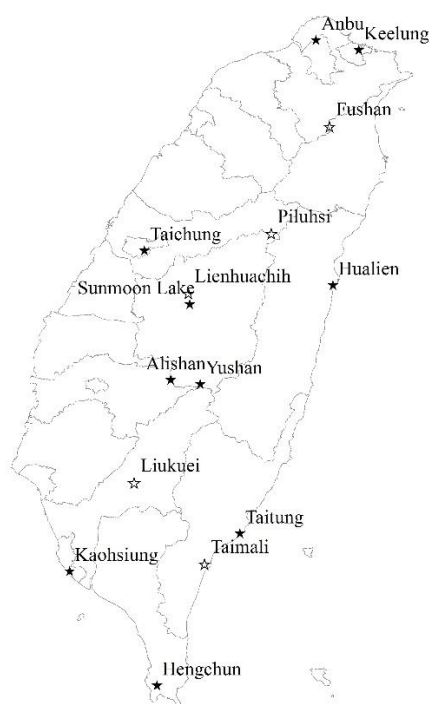 Anbu
Keelung
Fushan
Piluhsi
Taichung
Hualien
Lienhuachih
Sunmoon Lake
Alishan
Yushan
Liukuei
Taitung
Taimali
Kaohsiung
Hengchun